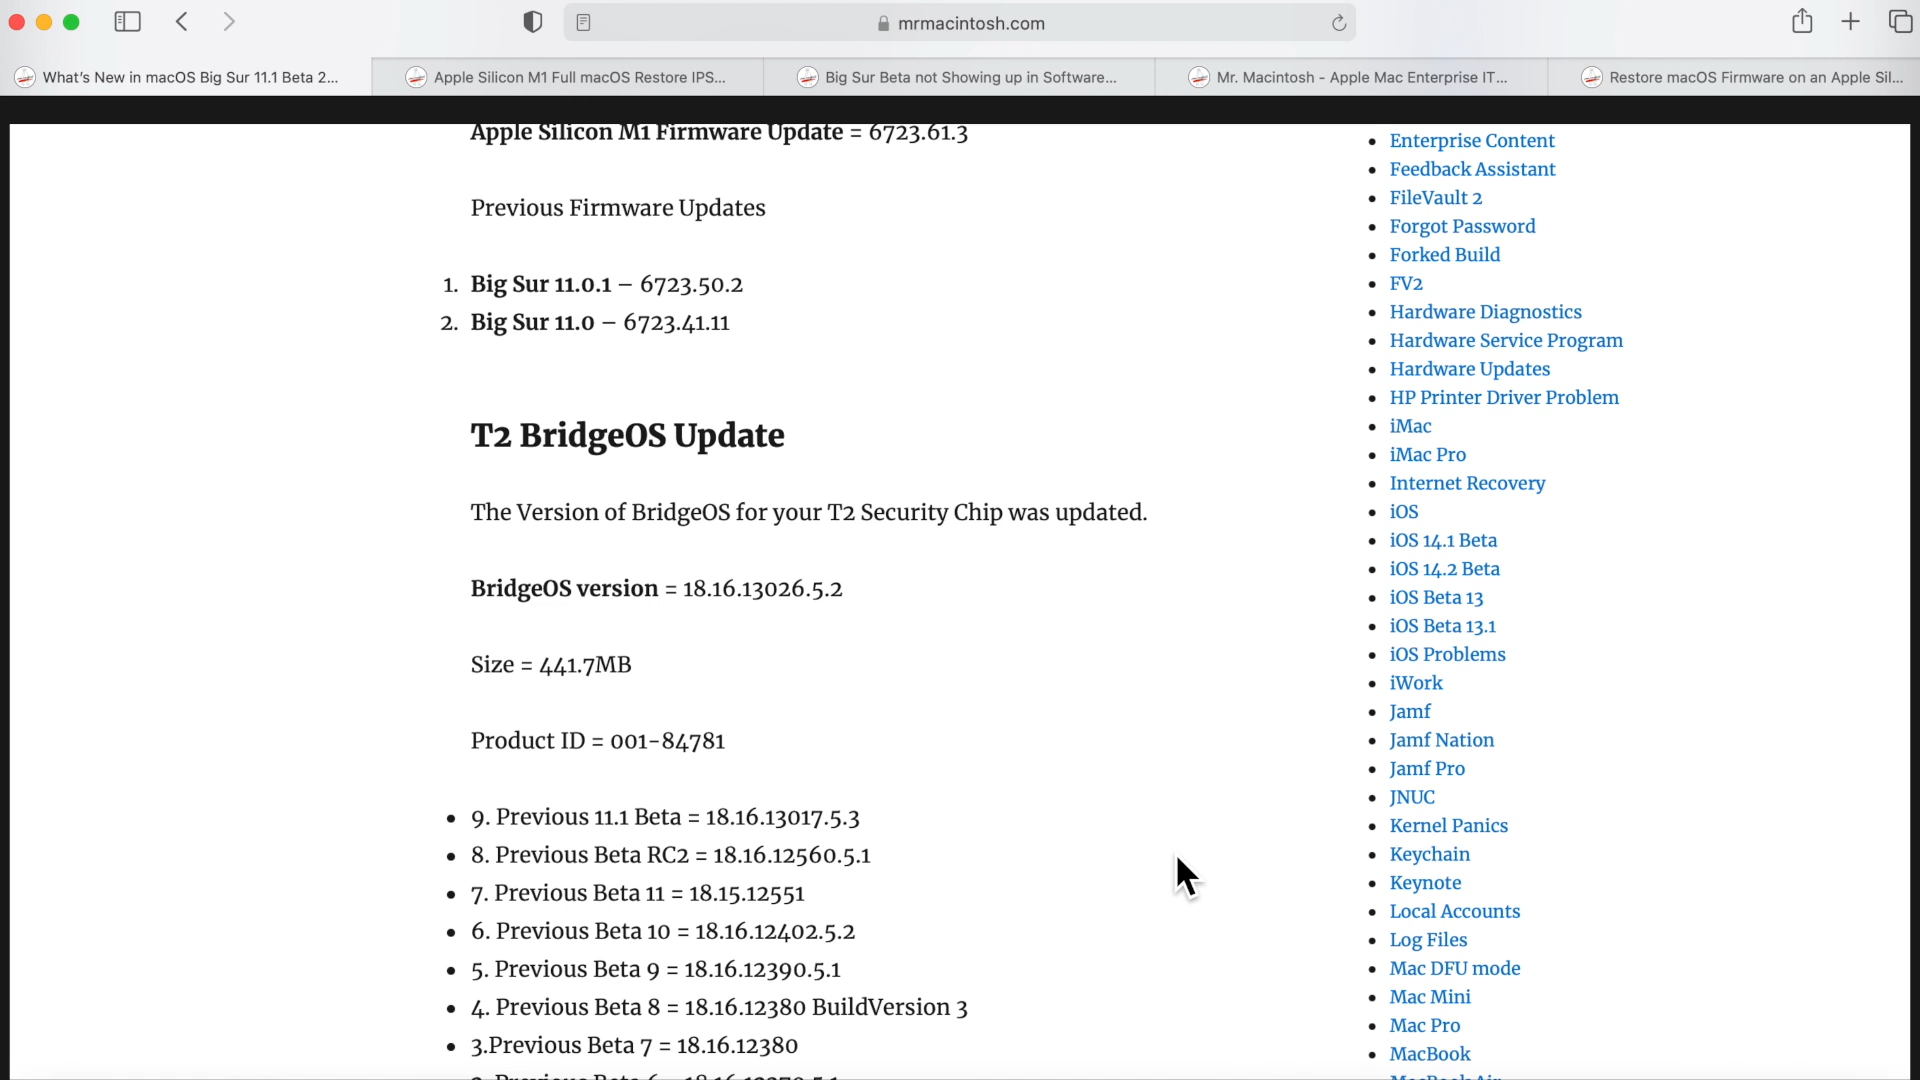 mrmacintosh.com
What's New in macOS Big Sur 11.1 Beta 2...
Apple Silicon M1 Full macOS Restore IPS...
Big Sur Beta not Showing up in Software...
Mr. Macintosh - Apple Mac Enterprise IT...
Restore macOS Firmware on an Apple Sil...
Apple Silicon M1 Firmware Update = 6723.61.3
Previous Firmware Updates
1. Big Sur 11.0.1 – 6723.50.2
2. Big Sur 11.0 – 6723.41.11
T2 BridgeOS Update
The Version of BridgeOS for your T2 Security Chip was updated.
BridgeOS version = 18.16.13026.5.2
Size = 441.7MB
Product ID = 001-84781
• 9. Previous 11.1 Beta = 18.16.13017.5.3
• 8. Previous Beta RC2 = 18.16.12560.5.1
• 7. Previous Beta 11 = 18.15.12551
• 6. Previous Beta 10 = 18.16.12402.5.2
• 5. Previous Beta 9 = 18.16.12390.5.1
• 4. Previous Beta 8 = 18.16.12380 BuildVersion 3
• 3.Previous Beta 7 = 18.16.12380
• Enterprise Content
• Feedback Assistant
• FileVault 2
• Forgot Password
• Forked Build
• FV2
• Hardware Diagnostics
• Hardware Service Program
• Hardware Updates
• HP Printer Driver Problem
• iMac
• iMac Pro
• Internet Recovery
• iOS
• iOS 14.1 Beta
• iOS 14.2 Beta
• iOS Beta 13
• iOS Beta 13.1
• iOS Problems
• iWork
• Jamf
• Jamf Nation
• Jamf Pro
• JNUC
• Kernel Panics
• Keychain
• Keynote
• Local Accounts
• Log Files
• Mac DFU mode
• Mac Mini
• Mac Pro
• MacBook